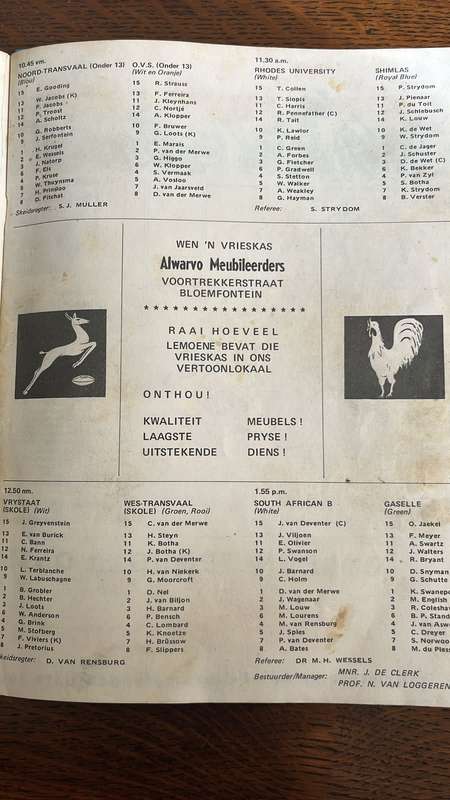 10.45 vm.
NOORD-TRANSVAAL (Onder 13)
(Blou)
15 E. Gooding
13 W. Jacobs (K)
11 F. Jacobs
12 P. Troost
14 A. Scholtz
10 G. Robberts
9 J. Serfontein
1 H. Krugel
2 e. Weisels
3 J. Naterp
4 F. Els
6 P. Kruse
5 W. Thuynsma
7 H. Prinsloo
8 D. Pitchat
Skeidsregter: S.J. MULLER
O.V.S. (Onder 13)
(Wit en Oranje)
15 R. Strauss
13 F. Ferreira
11 J. Kleynhans
12 C. Nortjé
14 A. Klopper
10 F. Bruwer
9 G. Loots (K)
1 E. Marais
2 P. van der Merwe
3 G. Higgo
6 W. Klopper
4 S. Vermaak
5 A. Vosloo
7 J. van Jaarsveld
8 D. van der Merwe
11.30 a.m.
RHODES UNIVERSITY
(White)
15 T. Collen
13 T. Siopis
11 C. Harris
12 R. Pennefather (C)
14 R. Tait
10 K. Lawlor
9 P. Reid
1 C. Green
2 A. Forbes
3 G. Fletcher
6 P. Gradwell
4 S. Stetton
5 W. Walker
7 A. Weakley
8 G. Hayman
Referee: S. STRYDOM
SHIMLAS
(Royal Blue)
15 P. Strydom
13 J. Pienaar
11 P. du Toit
12 J. Schlebusch
14 K. Louw
10 K. de Wet
9 W. Strydom
1 C. de Jager
2 J. Schuster
3 D. de Wet (C)
6 K. Bekker
4 P. van Zyl
5 S. Botha
7 K. Strydom
8 B. Verster
WEN 'N VRIESKAS
Alwarvo Meubileerders
VOORTREKKERSTRAAT
BLOEMFONTEIN
* * * * * * * * * * * * * * * *
RAAI HOEVEEL
LEMOENE BEVAT DIE
VRIESKAS IN ONS
VERTOONLOKAAL
ONTHOU!
KWALITEIT MEUBELS!
LAAGSTE PRYSE!
UITSTEKENDE DIENS!
12.50 nm.
VRYSTAAT
(SKOLE) (Wit)
15 J. Greyvenstein
13 E. van Burick
11 C. Bann
12 N. Ferreira
14 E. Krantz
10 L. Terblanche
9 W. Labuschagne
1 B. Grobler
2 B. Hechter
3 J. Loots
6 W. Anderson
4 G. Brink
5 M. Stofberg
7 F. Viviers (K)
8 J. Pretorius
skeidsregter: D. VAN RENSBURG
WES-TRANSVAAL
(SKOLE) (Groen, Rooi)
15 C. van der Merwe
13 H. Steyn
11 K. Botha
12 J. Botha (K)
14 P. van Deventer
10 H. van Niekerk
9 G. Moorcroft
1 D. Nel
2 J. van Biljon
3 H. Barnard
6 P. Bensch
4 C. Lombard
5 K. Knoetze
7 H. Brüssow
8 F. Slippers
1.55 p.m.
SOUTH AFRICAN B
(White)
15 J. van Deventer (C)
13 J. Viljoen
11 E. Olivier
12 P. Swanson
14 L. Vogel
10 J. Barnard
9 C. Holm
1 D. van der Merwe
2 J. Wagenaar
3 M. Louw
6 M. Lourens
4 M. van Rensburg
5 J. Spies
7 P. van Deventer
8 A. Bates
Referee: DR M.H. WESSELS
GASELLE
(Green)
15 O. Jaekel
13 F. Meyer
11 A. Swartz
12 J. Walters
14 R. Bryant
10 D. Snyman
9 G. Schutte
1 K. Swanepo
2 M. English
3 R. Colesha
6 B. P. Stand
4 J. van Asw
5 C. Dreyer
7 S. Norwoo
8 M. du Pless
Bestuurder/Manager: MNR. J. DE CLERK
PROF. N. VAN LOGGEREN